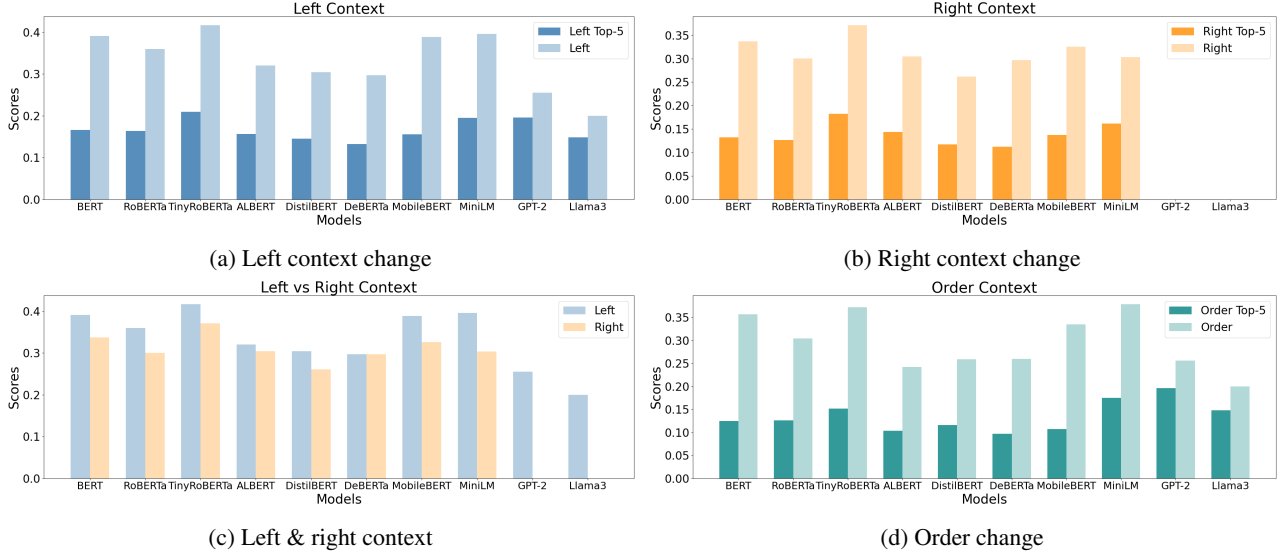 Left Context
Scores
0.4
0.3
0.2
0.1
0.0
Left Top-5
Left
BERT RoBERTa TinyRoBERTa ALBERT DistilBERT DeBERTa MobileBERT MiniLM GPT-2 Llama3
Models
(a) Left context change
Right Context
Scores
0.35
0.30
0.25
0.20
0.15
0.10
0.05
0.00
Right Top-5
Right
BERT RoBERTa TinyRoBERTa ALBERT DistilBERT DeBERTa MobileBERT MiniLM GPT-2 Llama3
Models
(b) Right context change
Left vs Right Context
Scores
0.4
0.3
0.2
0.1
0.0
Left
Right
BERT RoBERTa TinyRoBERTa ALBERT DistilBERT DeBERTa MobileBERT MiniLM GPT-2 Llama3
Models
(c) Left & right context
Order Context
Scores
0.35
0.30
0.25
0.20
0.15
0.10
0.05
0.00
Order Top-5
Order
BERT RoBERTa TinyRoBERTa ALBERT DistilBERT DeBERTa MobileBERT MiniLM GPT-2 Llama3
Models
(d) Order change